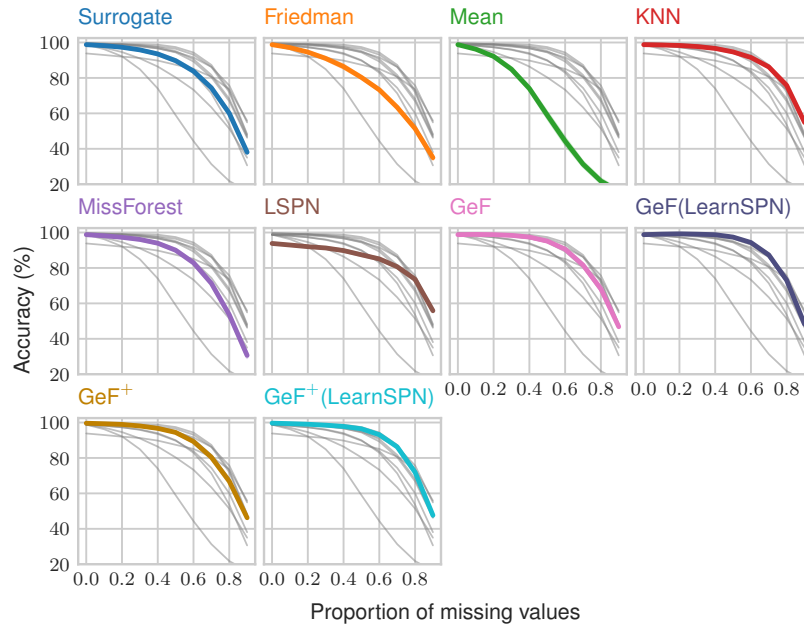 Surrogate Friedman Mean KNN
100
80
60
40
20
MissForest LSPN GeF GeF(LearnSPN)
100
80
60
40
20
0.0 0.2 0.4 0.6 0.8 0.0 0.2 0.4 0.6 0.8
GeF+ GeF+(LearnSPN)
100
80
60
40
20
0.0 0.2 0.4 0.6 0.8 0.0 0.2 0.4 0.6 0.8
Accuracy (%)
Proportion of missing values